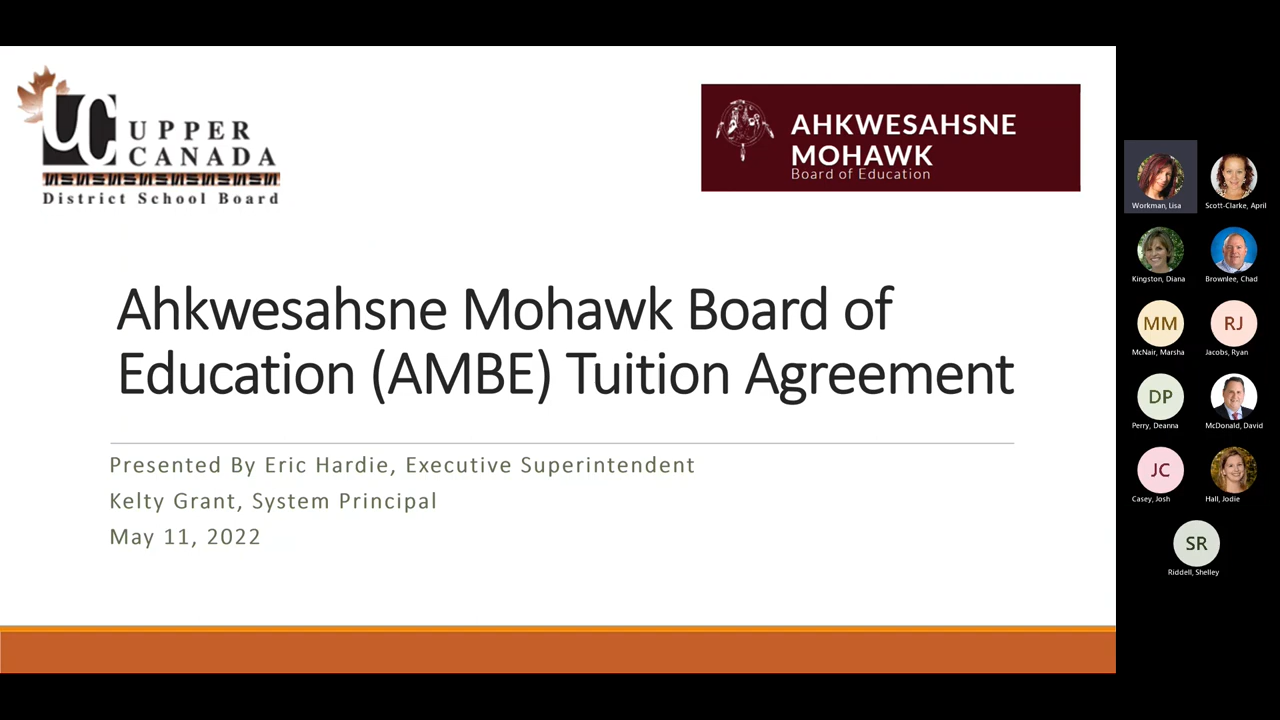 UC UPPER
CANADA
District School Board
AHKWESAHSNE
MOHAWK
Board of Education
Ahkwesahsne Mohawk Board of
Education (AMBE) Tuition Agreement
Presented By Eric Hardie, Executive Superintendent
Kelty Grant, System Principal
May 11, 2022
Workman, Lisa
Scott-Clarke, April
Kingston, Diana
Brownlee, Chad
MM
RJ
McNair, Marsha
Jacobs, Ryan
DP
Perry, Deanna
McDonald, David
JC
Casey, Josh
Hall, Jodie
SR
Riddell, Shelley